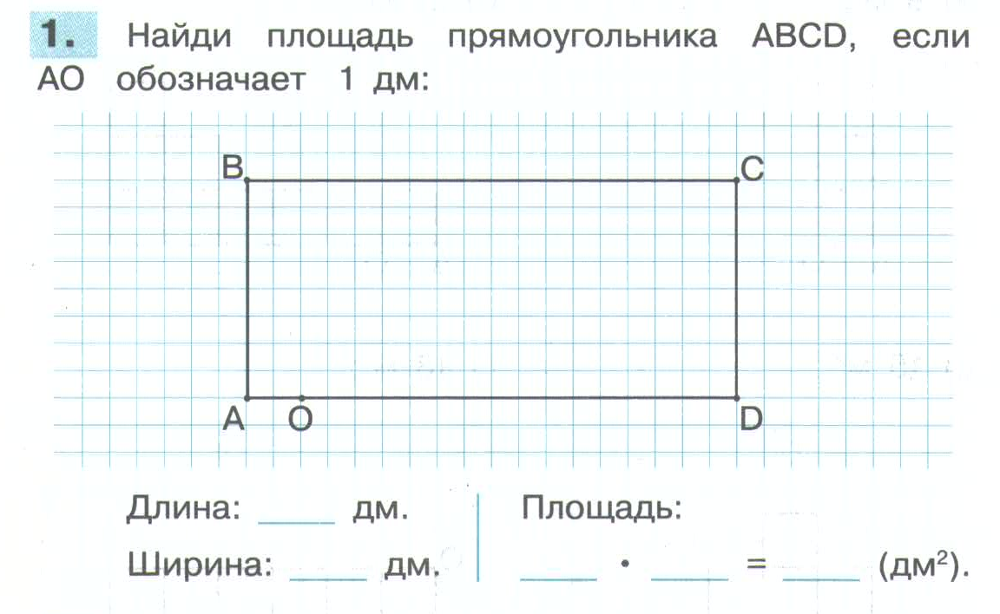 1. Найди площадь прямоугольника ABCD, если
АО обозначает 1 дм:
B C
A O D
Длина: ____ дм. Площадь:
Ширина: ____ дм. ____ · ____ = ____ (дм²).